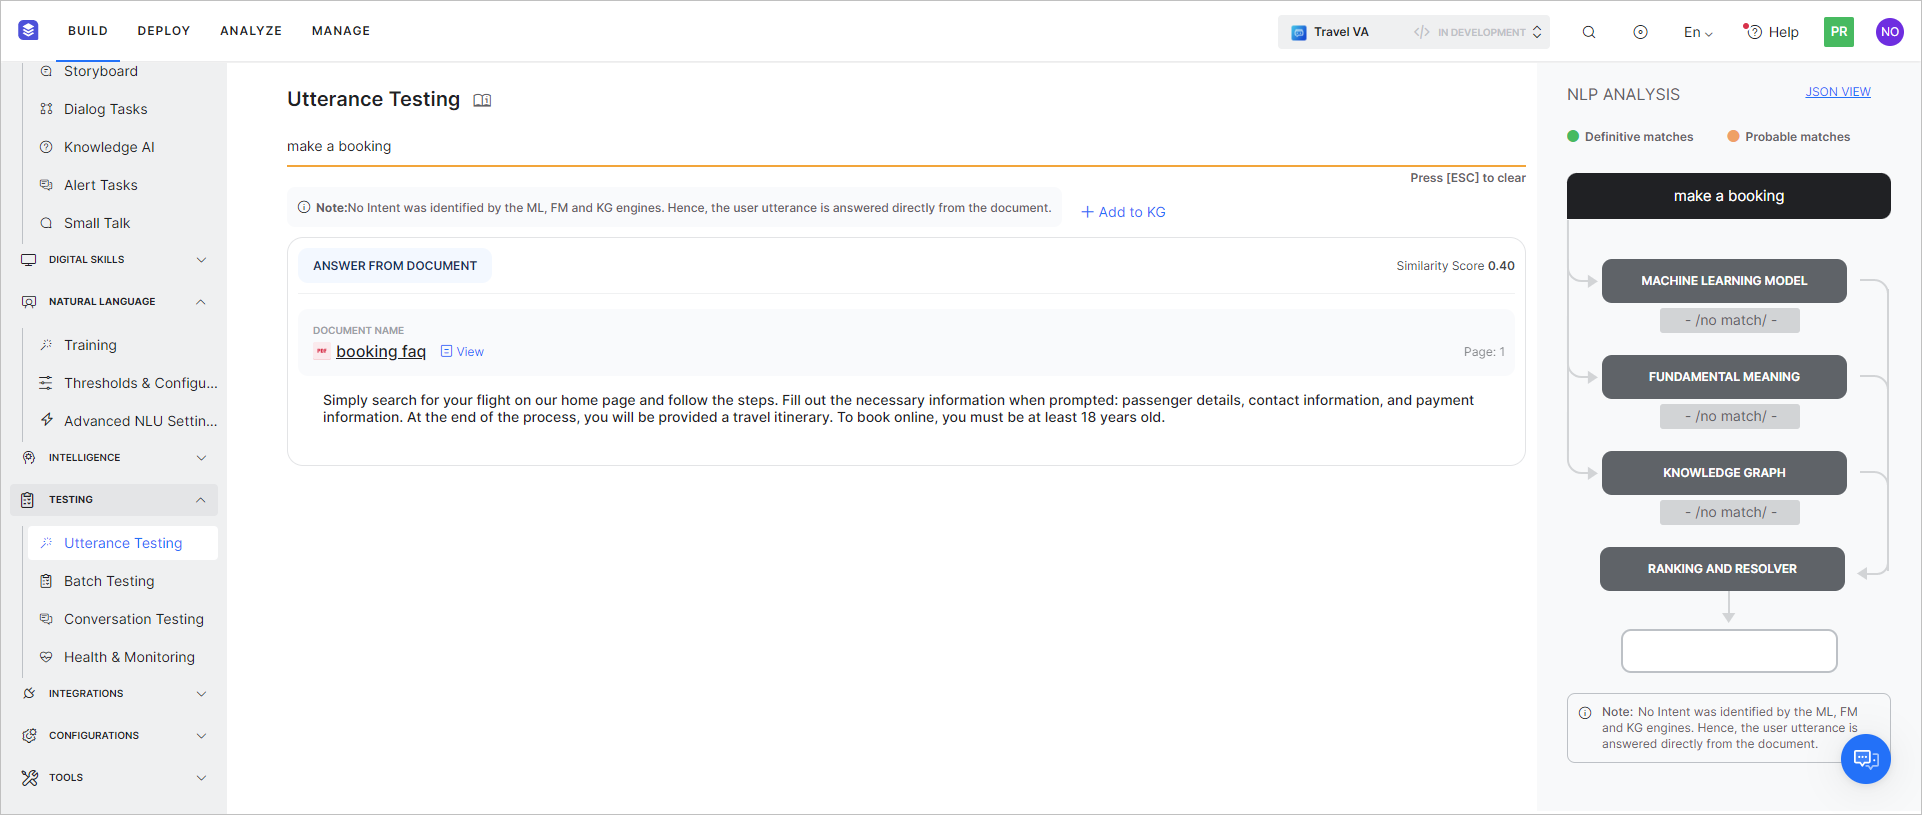 BUILD
DEPLOY
ANALYZE
MANAGE
Travel VA
IN DEVELOPMENT
En
Help
PR
NO
Storyboard
Dialog Tasks
Knowledge AI
Alert Tasks
Small Talk
DIGITAL SKILLS
NATURAL LANGUAGE
Training
Thresholds & Configu...
Advanced NLU Settin...
INTELLIGENCE
TESTING
Utterance Testing
Batch Testing
Conversation Testing
Health & Monitoring
INTEGRATIONS
CONFIGURATIONS
TOOLS
Utterance Testing
make a booking
Press [ESC] to clear
Note:No Intent was identified by the ML, FM and KG engines. Hence, the user utterance is answered directly from the document.
+ Add to KG
ANSWER FROM DOCUMENT
Similarity Score 0.40
DOCUMENT NAME
PDF booking faq View
Page: 1
Simply search for your flight on our home page and follow the steps. Fill out the necessary information when prompted: passenger details, contact information, and payment
information. At the end of the process, you will be provided a travel itinerary. To book online, you must be at least 18 years old.
NLP ANALYSIS
JSON VIEW
Definitive matches
Probable matches
make a booking
MACHINE LEARNING MODEL
- /no match/ -
FUNDAMENTAL MEANING
- /no match/ -
KNOWLEDGE GRAPH
- /no match/ -
RANKING AND RESOLVER
Note: No Intent was identified by the ML, FM
and KG engines. Hence, the user utterance is
answered directly from the document.